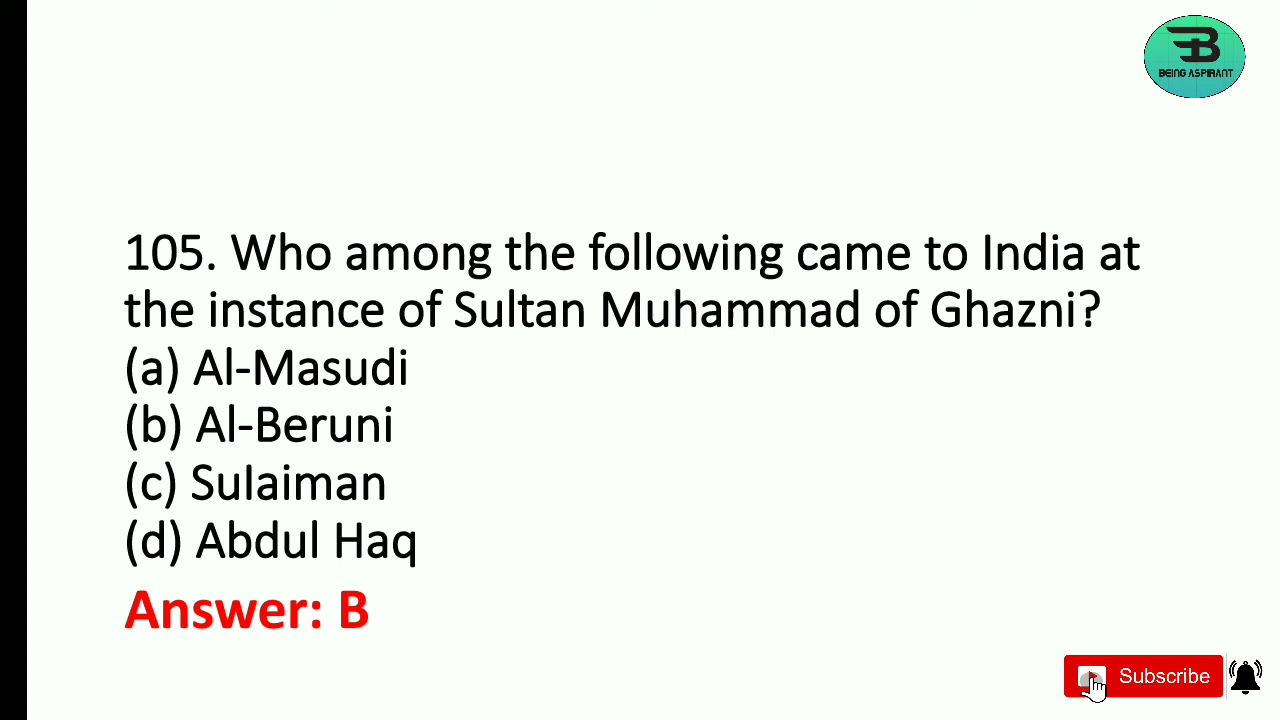 BEING ASPIRANT
105. Who among the following came to India at
the instance of Sultan Muhammad of Ghazni?
(a) Al-Masudi
(b) Al-Beruni
(c) Sulaiman
(d) Abdul Haq
Answer: B
Subscribe